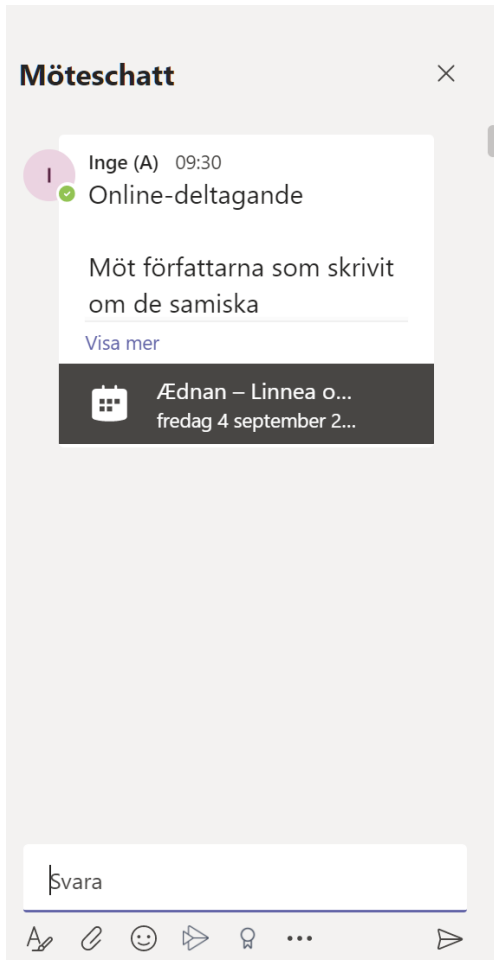 Möteschatt
I
Inge (A) 09:30
Online-deltagande
Möt författarna som skrivit
om de samiska
Visa mer
Ædnan – Linnea o...
fredag 4 september 2...
Svara